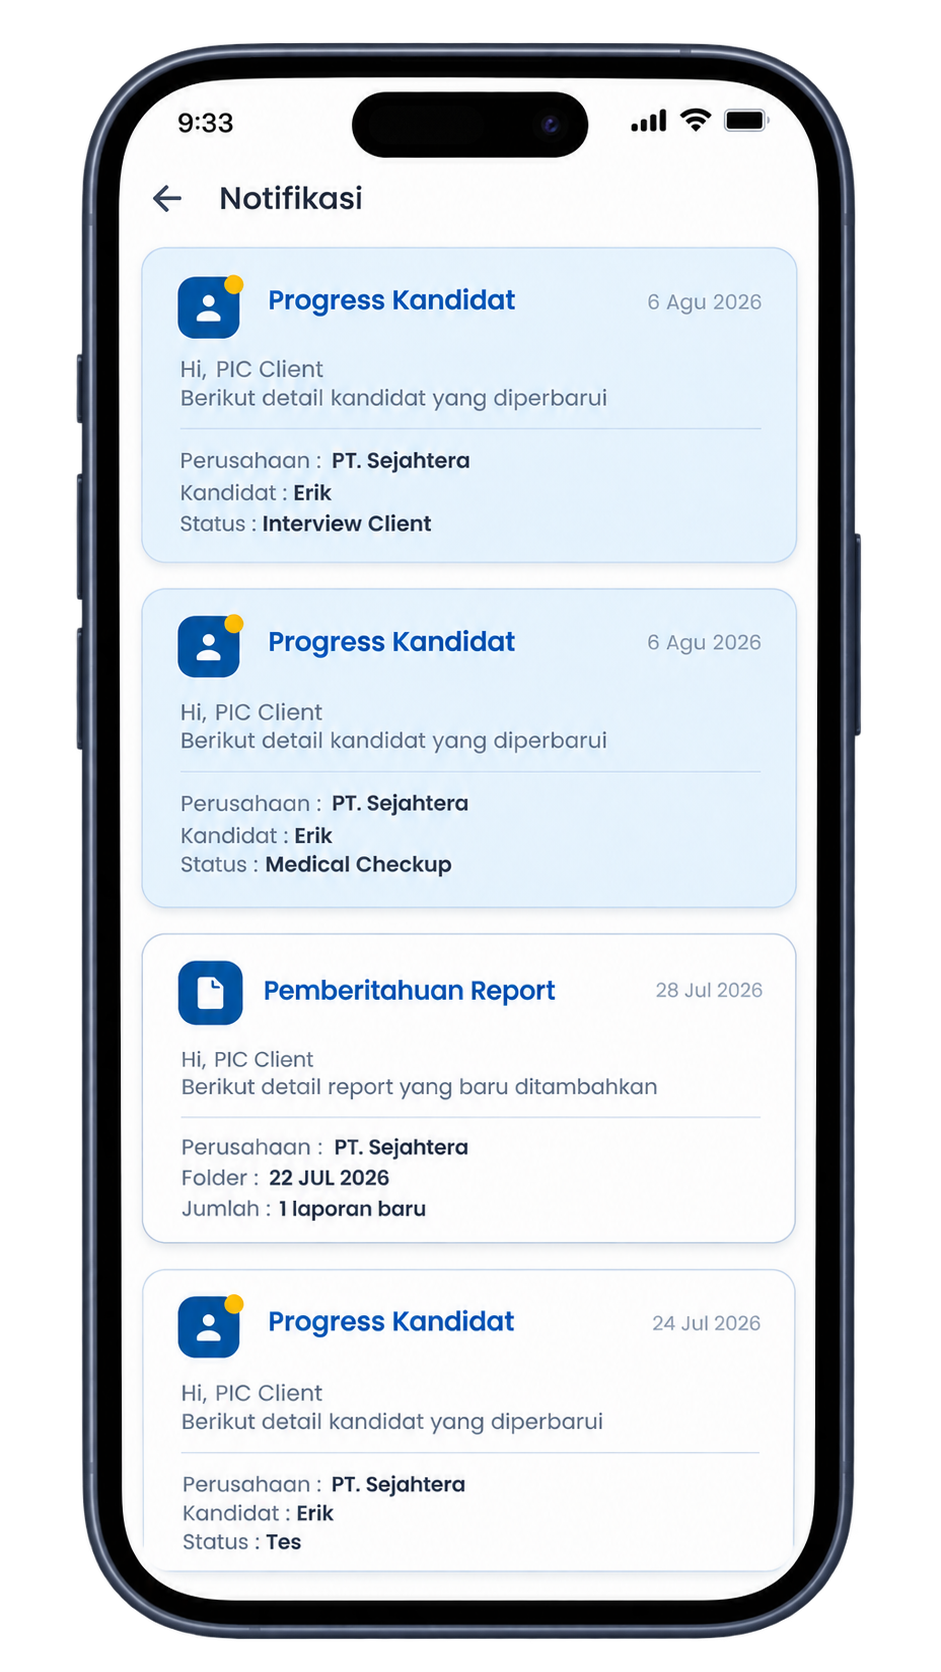 9:33
Notifikasi
Progress Kandidat 6 Agu 2026
Hi, PIC Client
Berikut detail kandidat yang diperbarui
Perusahaan : PT. Sejahtera
Kandidat : Erik
Status : Interview Client
Progress Kandidat 6 Agu 2026
Hi, PIC Client
Berikut detail kandidat yang diperbarui
Perusahaan : PT. Sejahtera
Kandidat : Erik
Status : Medical Checkup
Pemberitahuan Report 28 Jul 2026
Hi, PIC Client
Berikut detail report yang baru ditambahkan
Perusahaan : PT. Sejahtera
Folder : 22 JUL 2026
Jumlah : 1 laporan baru
Progress Kandidat 24 Jul 2026
Hi, PIC Client
Berikut detail kandidat yang diperbarui
Perusahaan : PT. Sejahtera
Kandidat : Erik
Status : Tes